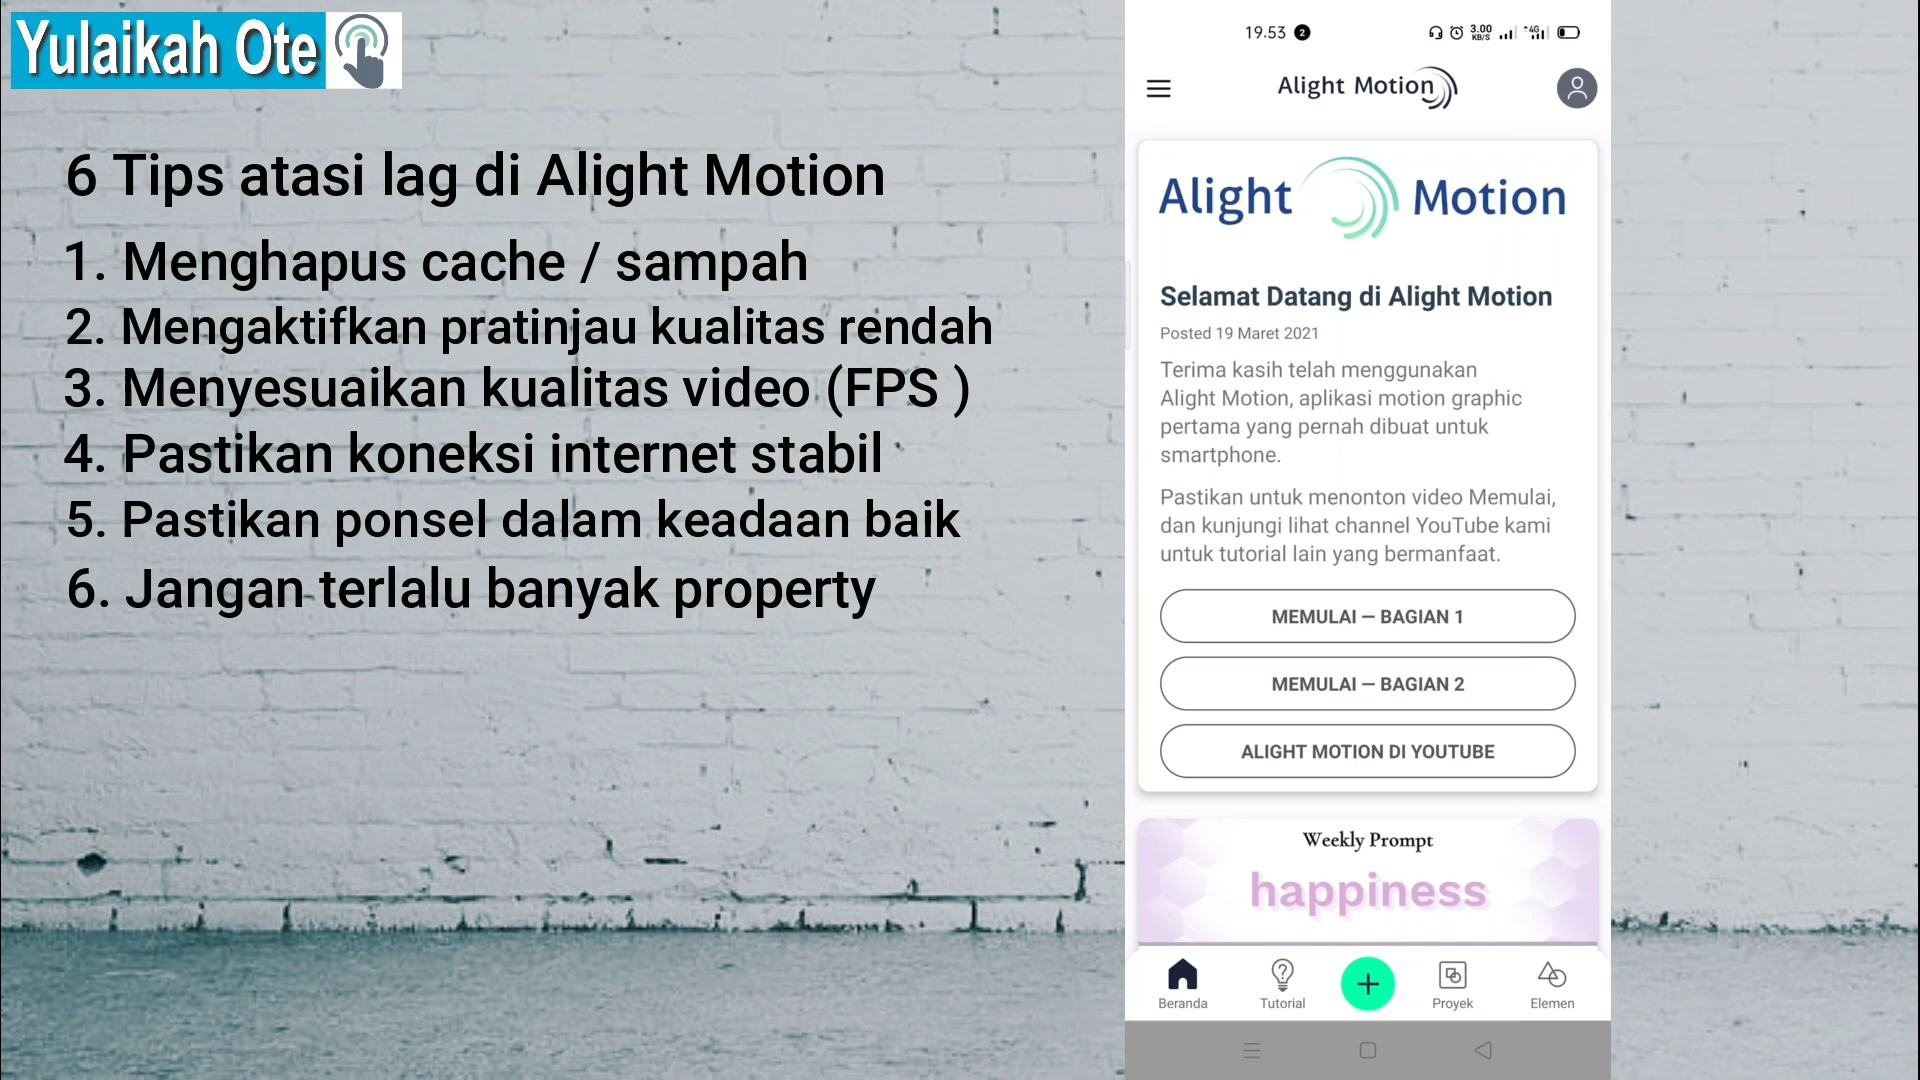 Yulaikah Ote
6 Tips atasi lag di Alight Motion
1. Menghapus cache / sampah
2. Mengaktifkan pratinjau kualitas rendah
3. Menyesuaikan kualitas video (FPS )
4. Pastikan koneksi internet stabil
5. Pastikan ponsel dalam keadaan baik
6. Jangan terlalu banyak property
19.53 2
3.00
KB/S
4G
Alight Motion
Alight Motion
Selamat Datang di Alight Motion
Posted 19 Maret 2021
Terima kasih telah menggunakan
Alight Motion, aplikasi motion graphic
pertama yang pernah dibuat untuk
smartphone.
Pastikan untuk menonton video Memulai,
dan kunjungi lihat channel YouTube kami
untuk tutorial lain yang bermanfaat.
MEMULAI — BAGIAN 1
MEMULAI — BAGIAN 2
ALIGHT MOTION DI YOUTUBE
Weekly Prompt
happiness
Beranda
Tutorial
Proyek
Elemen